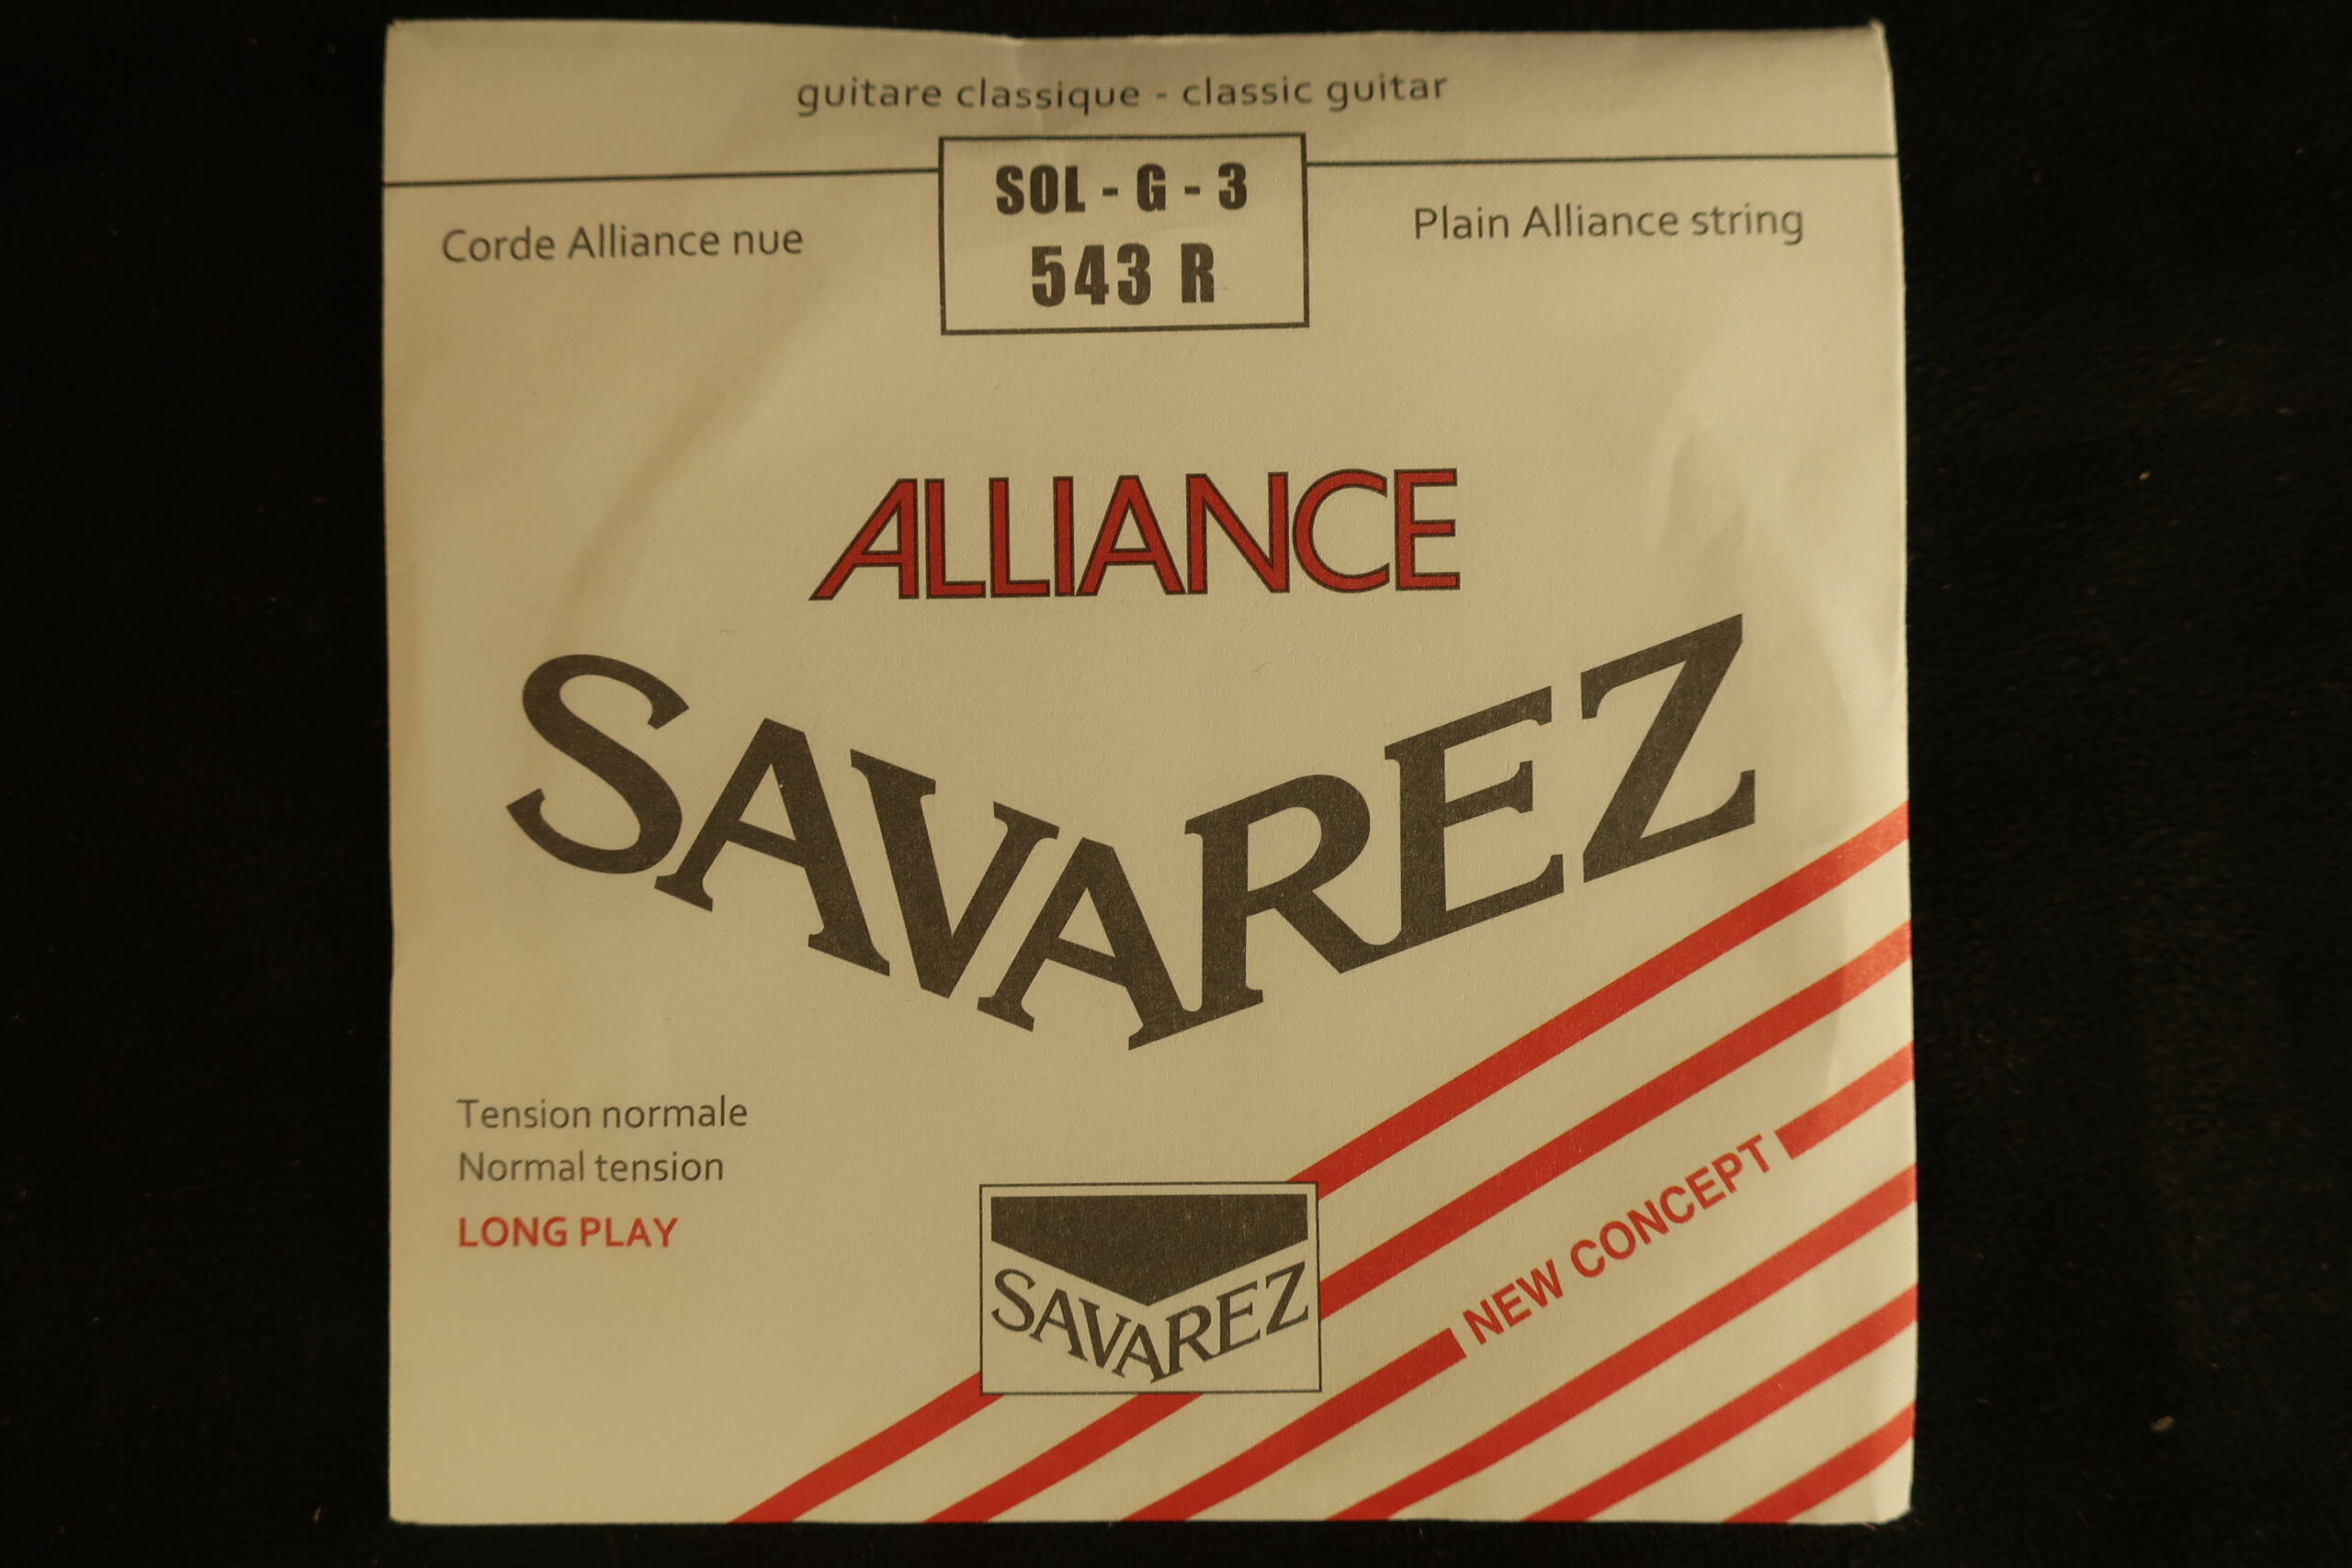 guitare classique - classic guitar
SOL - G - 3
543 R
Corde Alliance nue
Plain Alliance string
ALLIANCE
SAVAREZ
Tension normale
Normal tension
LONG PLAY
NEW CONCEPT
SAVAREZ